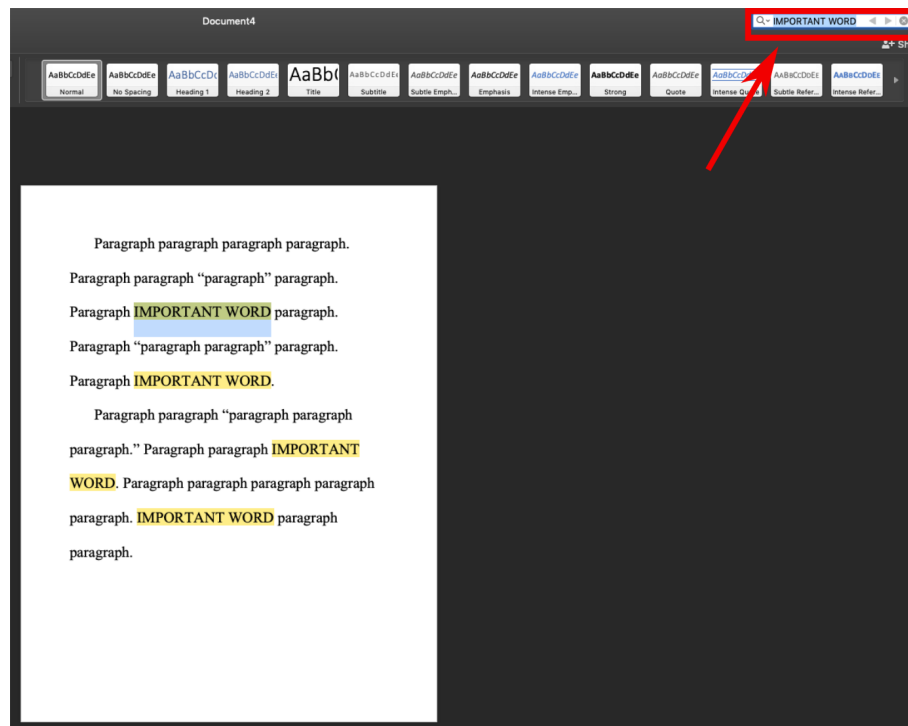 Document4
IMPORTANT WORD
AaBbCcDdEe AaBbCcDdEe AaBbCcDc AaBbCcDdEe AaBb( AaBbCcDdEe AaBbCcDdEe AaBbCcDdEe AaBbCcDdEe AaBbCcDdEe AaBbCcDdEe AaBbCcDdEe AaBbCcDdEe AaBbCcDdEe
Normal No Spacing Heading 1 Heading 2 Title Subtitle Subtle Emph... Emphasis Intense Emp... Strong Quote Intense Quote Subtle Refer... Intense Refer...
Paragraph paragraph paragraph paragraph.
Paragraph paragraph “paragraph” paragraph.
Paragraph IMPORTANT WORD paragraph.
Paragraph “paragraph paragraph” paragraph.
Paragraph IMPORTANT WORD.
Paragraph paragraph “paragraph paragraph
paragraph.” Paragraph paragraph IMPORTANT
WORD. Paragraph paragraph paragraph paragraph
paragraph. IMPORTANT WORD paragraph
paragraph.